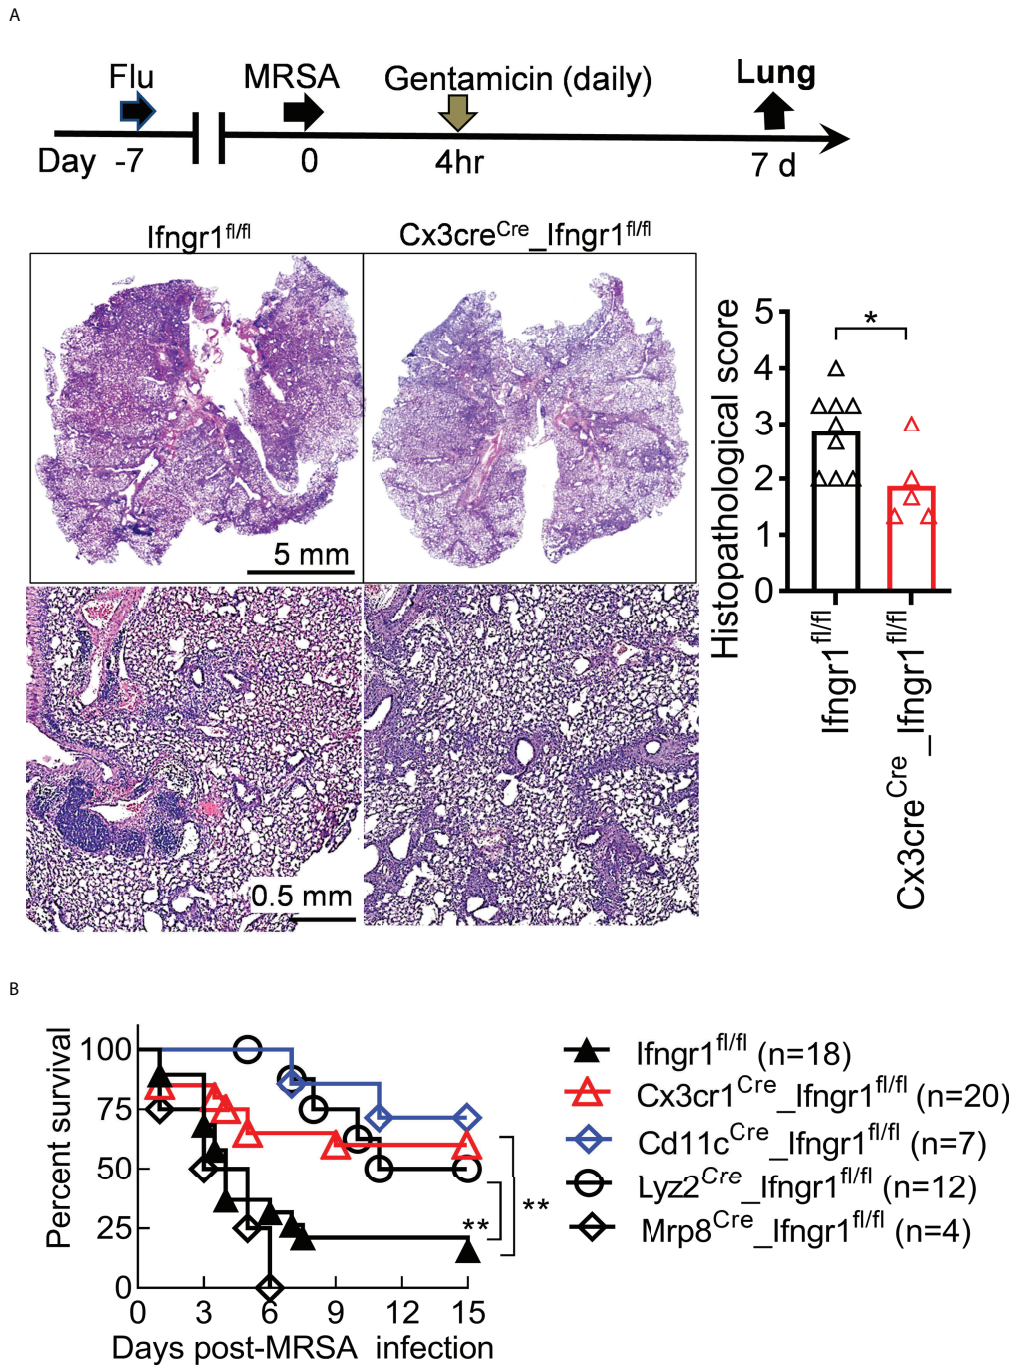 A
Flu MRSA Gentamicin (daily) Lung
Day -7 0 4hr 7 d
Ifngr1fl/fl Cx3creCre_Ifngr1fl/fl
5 mm
0.5 mm
Histopathological score
5
4
3
2
1
0
*
Ifngr1fl/fl
Cx3creCre_Ifngr1fl/fl
B
Percent survival
100
75
50
25
0
0 3 6 9 12 15
Days post-MRSA infection
**
**
Ifngr1fl/fl (n=18)
Cx3cr1Cre_Ifngr1fl/fl (n=20)
Cd11cCre_Ifngr1fl/fl (n=7)
Lyz2Cre_Ifngr1fl/fl (n=12)
Mrp8Cre_Ifngr1fl/fl (n=4)